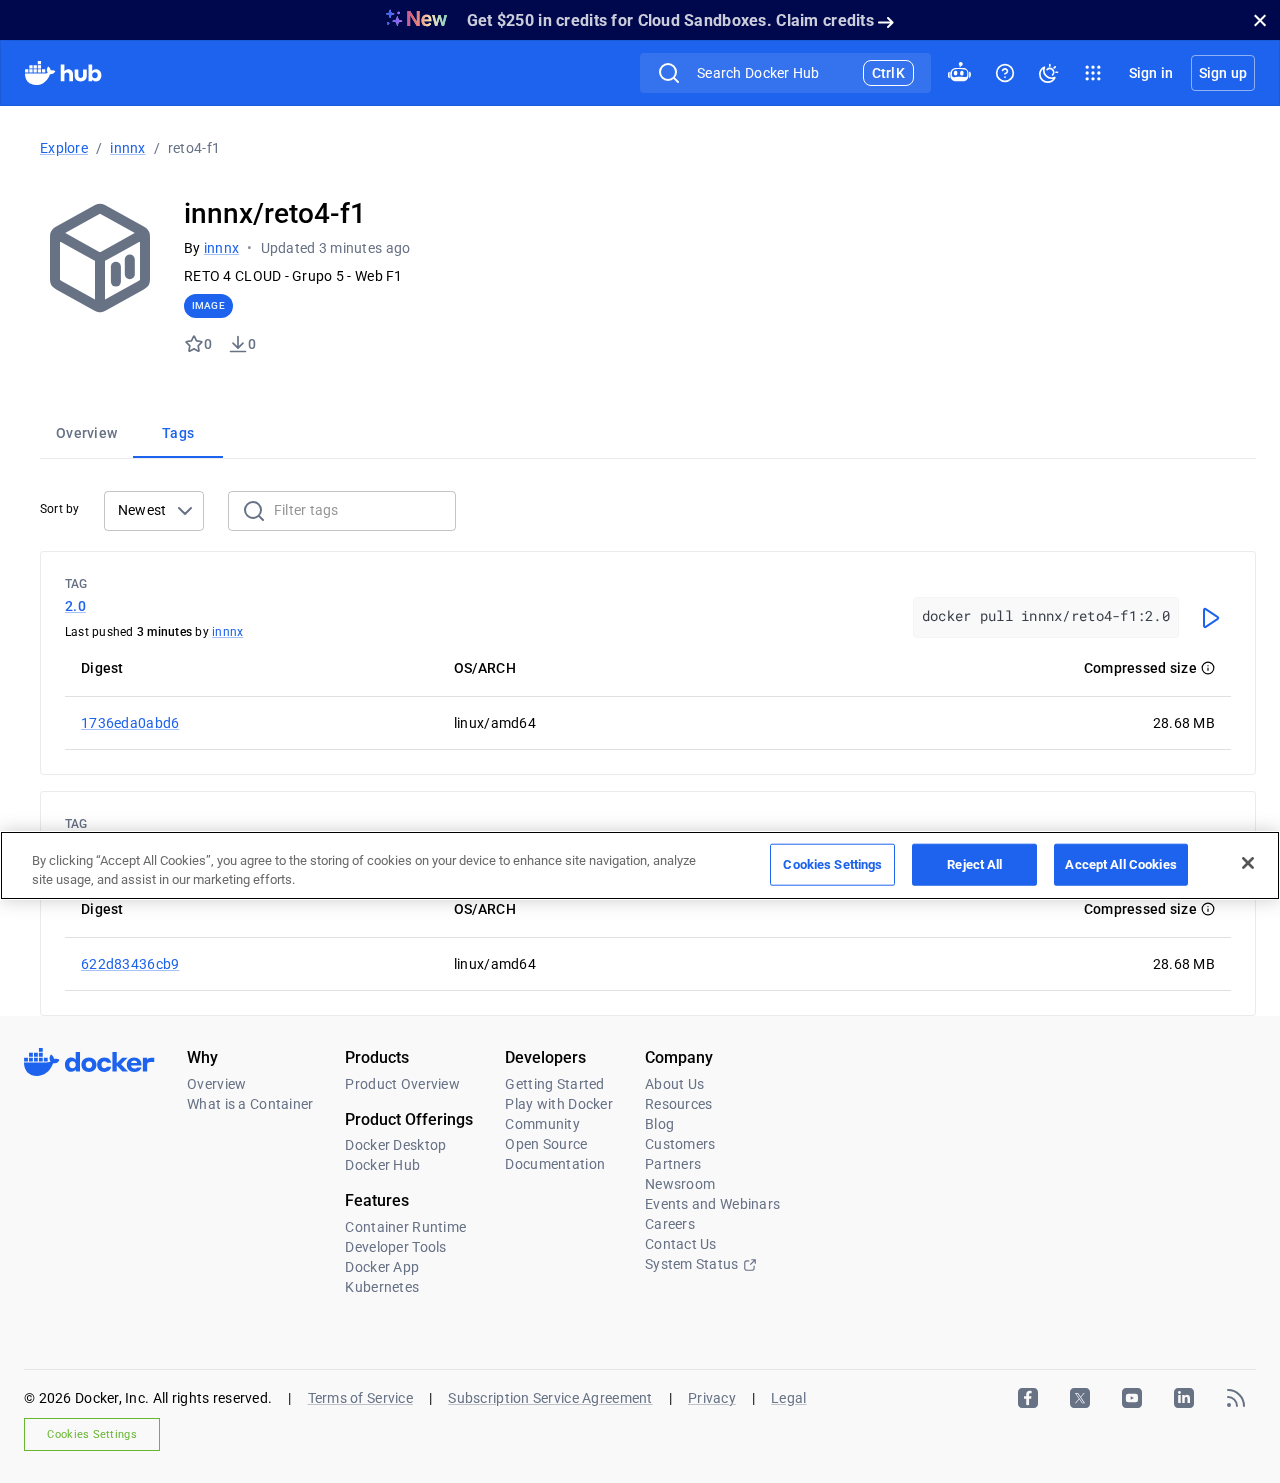 New Get $250 in credits for Cloud Sandboxes. Claim credits
hub Search Docker Hub CtrlK Sign in Sign up
Explore / innnx / reto4-f1
innnx/reto4-f1
By innnx • Updated 3 minutes ago
RETO 4 CLOUD - Grupo 5 - Web F1
IMAGE
0 0
Overview Tags
Sort by Newest Filter tags
TAG
2.0
docker pull innnx/reto4-f1:2.0
Last pushed 3 minutes by innnx
Digest OS/ARCH Compressed size
1736eda0abd6 linux/amd64 28.68 MB
TAG
By clicking “Accept All Cookies”, you agree to the storing of cookies on your device to enhance site navigation, analyze
site usage, and assist in our marketing efforts.
Cookies Settings Reject All Accept All Cookies
Digest OS/ARCH Compressed size
622d83436cb9 linux/amd64 28.68 MB
docker
Why
Overview
What is a Container
Products
Product Overview
Product Offerings
Docker Desktop
Docker Hub
Features
Container Runtime
Developer Tools
Docker App
Kubernetes
Developers
Getting Started
Play with Docker
Community
Open Source
Documentation
Company
About Us
Resources
Blog
Customers
Partners
Newsroom
Events and Webinars
Careers
Contact Us
System Status
© 2026 Docker, Inc. All rights reserved. | Terms of Service | Subscription Service Agreement | Privacy | Legal
Cookies Settings